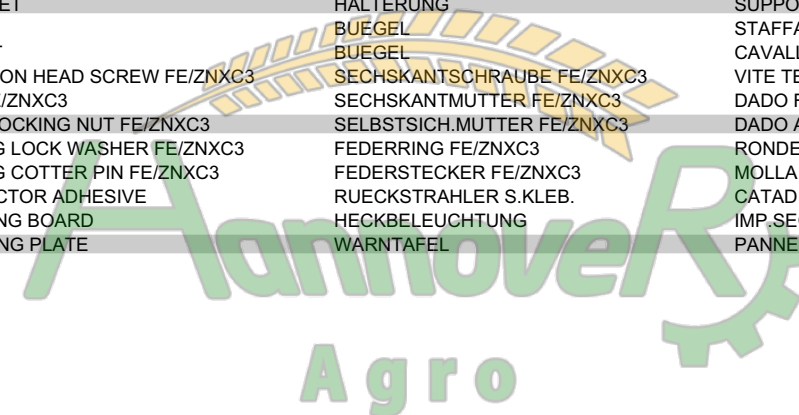 ET HALTERUNG SUPPO
BUEGEL STAFFA
BUEGEL CAVALL
ON HEAD SCREW FE/ZNXC3 SECHSKANTSCHRAUBE FE/ZNXC3 VITE TE
/ZNXC3 SECHSKANTMUTTER FE/ZNXC3 DADO
OCKING NUT FE/ZNXC3 SELBSTSICH.MUTTER FE/ZNXC3 DADO A
G LOCK WASHER FE/ZNXC3 FEDERRING FE/ZNXC3 RONDE
G COTTER PIN FE/ZNXC3 FEDERSTECKER FE/ZNXC3 MOLLA
CTOR ADHESIVE RUECKSTRAHLER S.KLEB. CATAD
NG BOARD HECKBELEUCHTUNG IMP.SE
NG PLATE WARNTAFEL PANNE
AannoveR
Agro